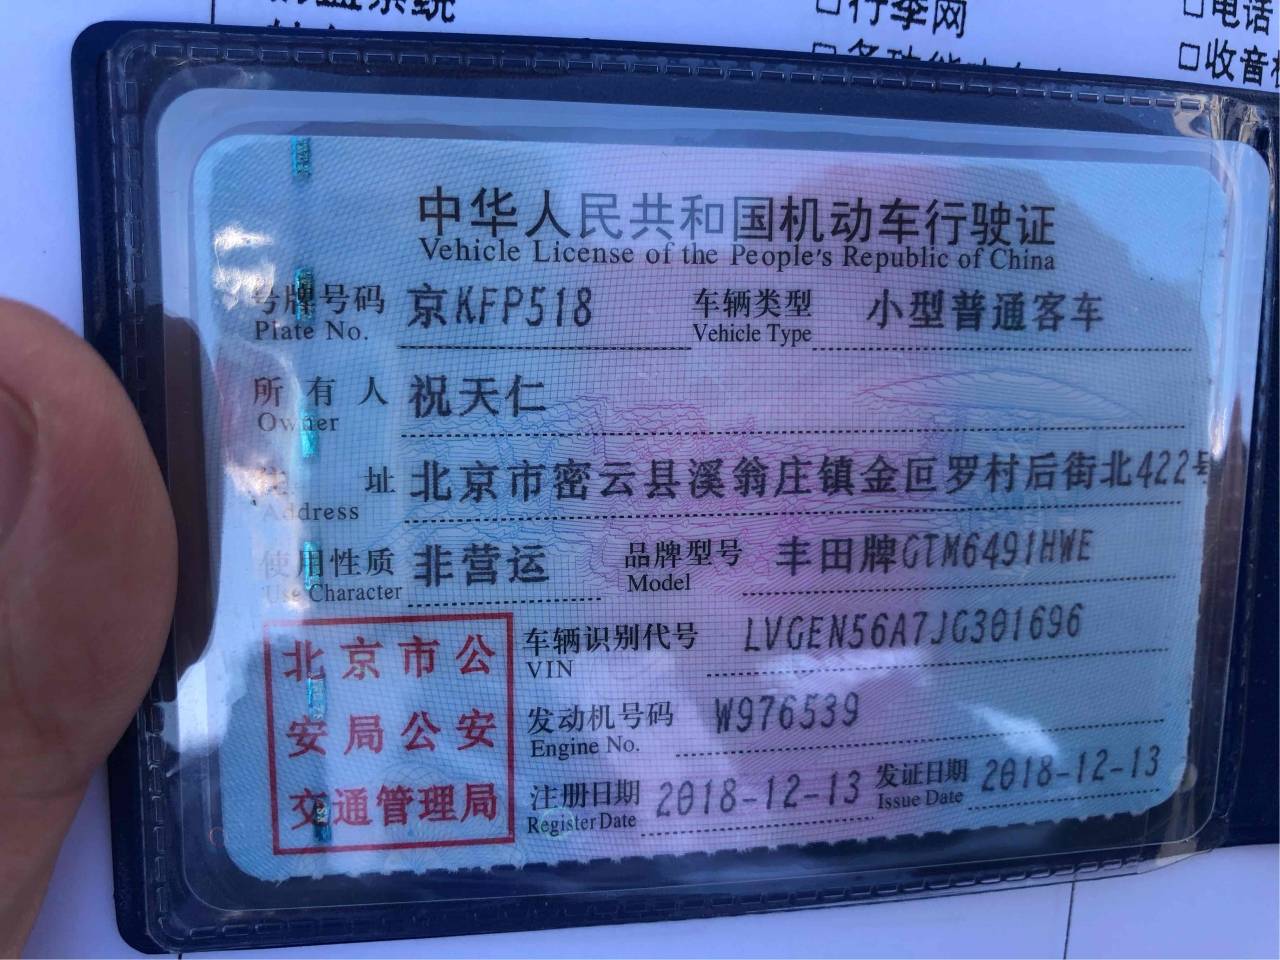 行李网
电话
收音
中华人民共和国机动车行驶证
Vehicle License of the People's Republic of China
号牌号码 京KFP518 车辆类型 小型普通客车
Plate No. Vehicle Type
所有人 祝天仁
Owner
住址 北京市密云县溪翁庄镇金叵罗村后街北422号
Address
使用性质 非营运 品牌型号 丰田牌GTM6491HWE
Use Character Model
车辆识别代号 LVGEN56A7JG301696
VIN
发动机号码 W976539
Engine No.
注册日期 2018-12-13 发证日期 2018-12-13
Register Date Issue Date
北京市公
安局公安
交通管理局